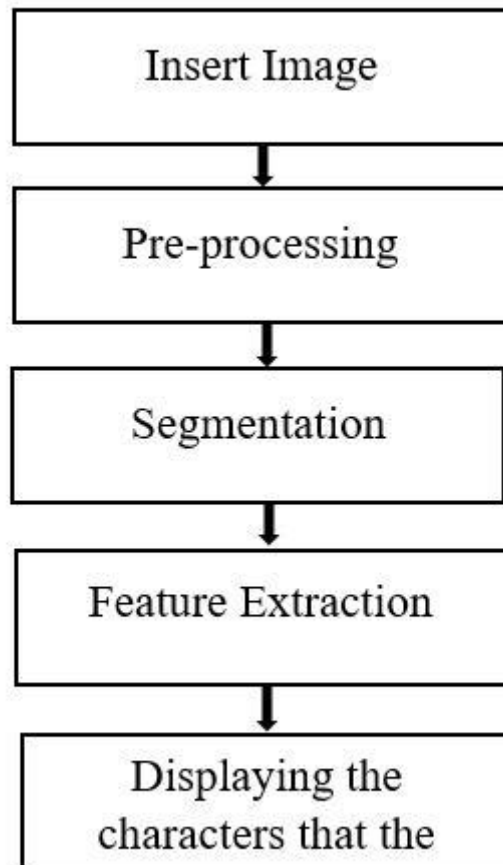 Insert Image
Pre-processing
Segmentation
Feature Extraction
Displaying the
characters that the